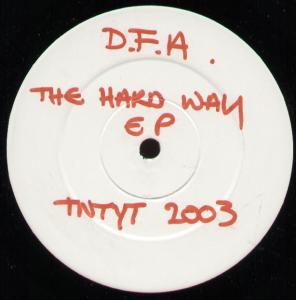 D.F.A.
THE HARD WAY
EP
TNTYT 2003